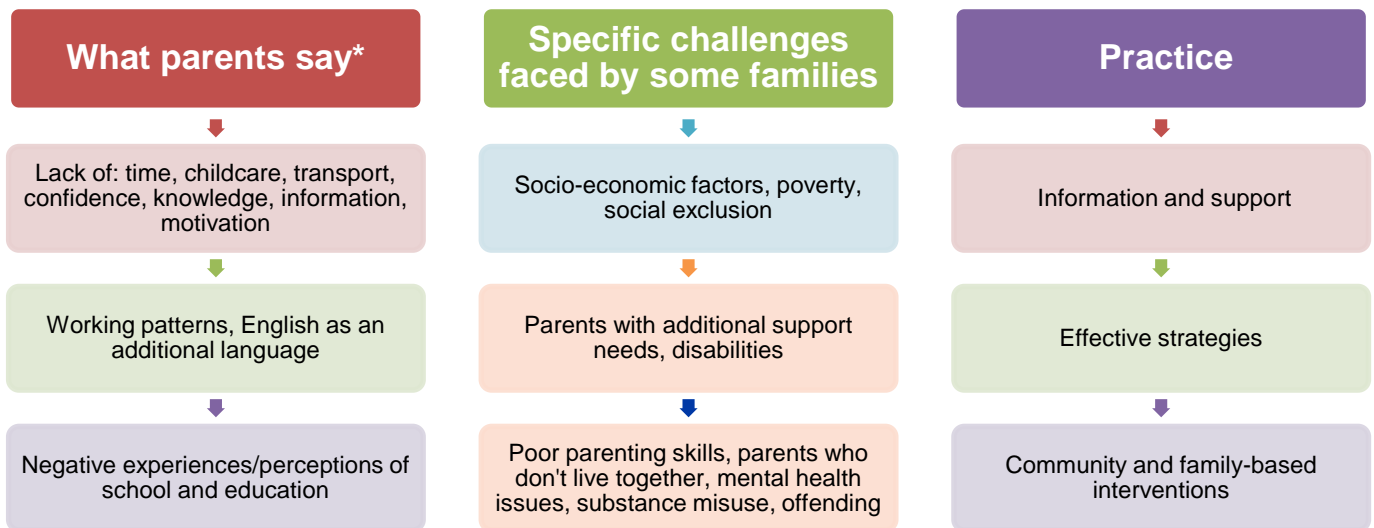 What parents say*
Lack of: time, childcare, transport,
confidence, knowledge, information,
motivation
Working patterns, English as an
additional language
Negative experiences/perceptions of
school and education
Specific challenges
faced by some families
Socio-economic factors, poverty,
social exclusion
Parents with additional support
needs, disabilities
Poor parenting skills, parents who
don't live together, mental health
issues, substance misuse, offending
Practice
Information and support
Effective strategies
Community and family-based
interventions